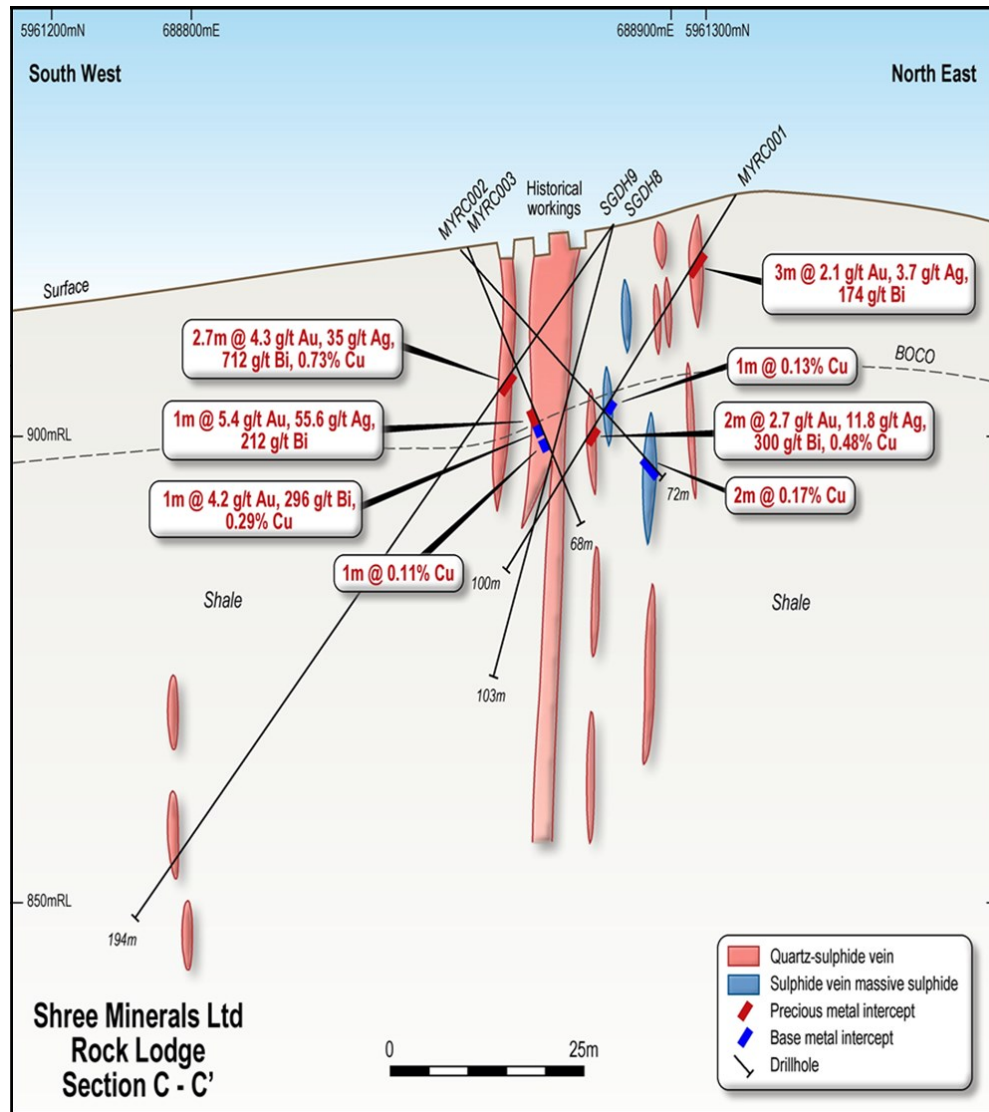 5961200mN
688800mE
688900mE
5961300mN
South West
North East
MYRC002
MYRC003
Historical
workings
SGDH9
SGDH8
MYRC001
Surface
3m @ 2.1 g/t Au, 3.7 g/t Ag,
174 g/t Bi
2.7m @ 4.3 g/t Au, 35 g/t Ag,
712 g/t Bi, 0.73% Cu
BOCO
1m @ 0.13% Cu
1m @ 5.4 g/t Au, 55.6 g/t Ag,
212 g/t Bi
2m @ 2.7 g/t Au, 11.8 g/t Ag,
300 g/t Bi, 0.48% Cu
900mRL
1m @ 4.2 g/t Au, 296 g/t Bi,
0.29% Cu
72m
2m @ 0.17% Cu
68m
1m @ 0.11% Cu
100m
Shale
Shale
103m
850mRL
194m
Shree Minerals Ltd
Rock Lodge
Section C - C’
0
25m
Quartz-sulphide vein
Sulphide vein massive sulphide
Precious metal intercept
Base metal intercept
Drillhole